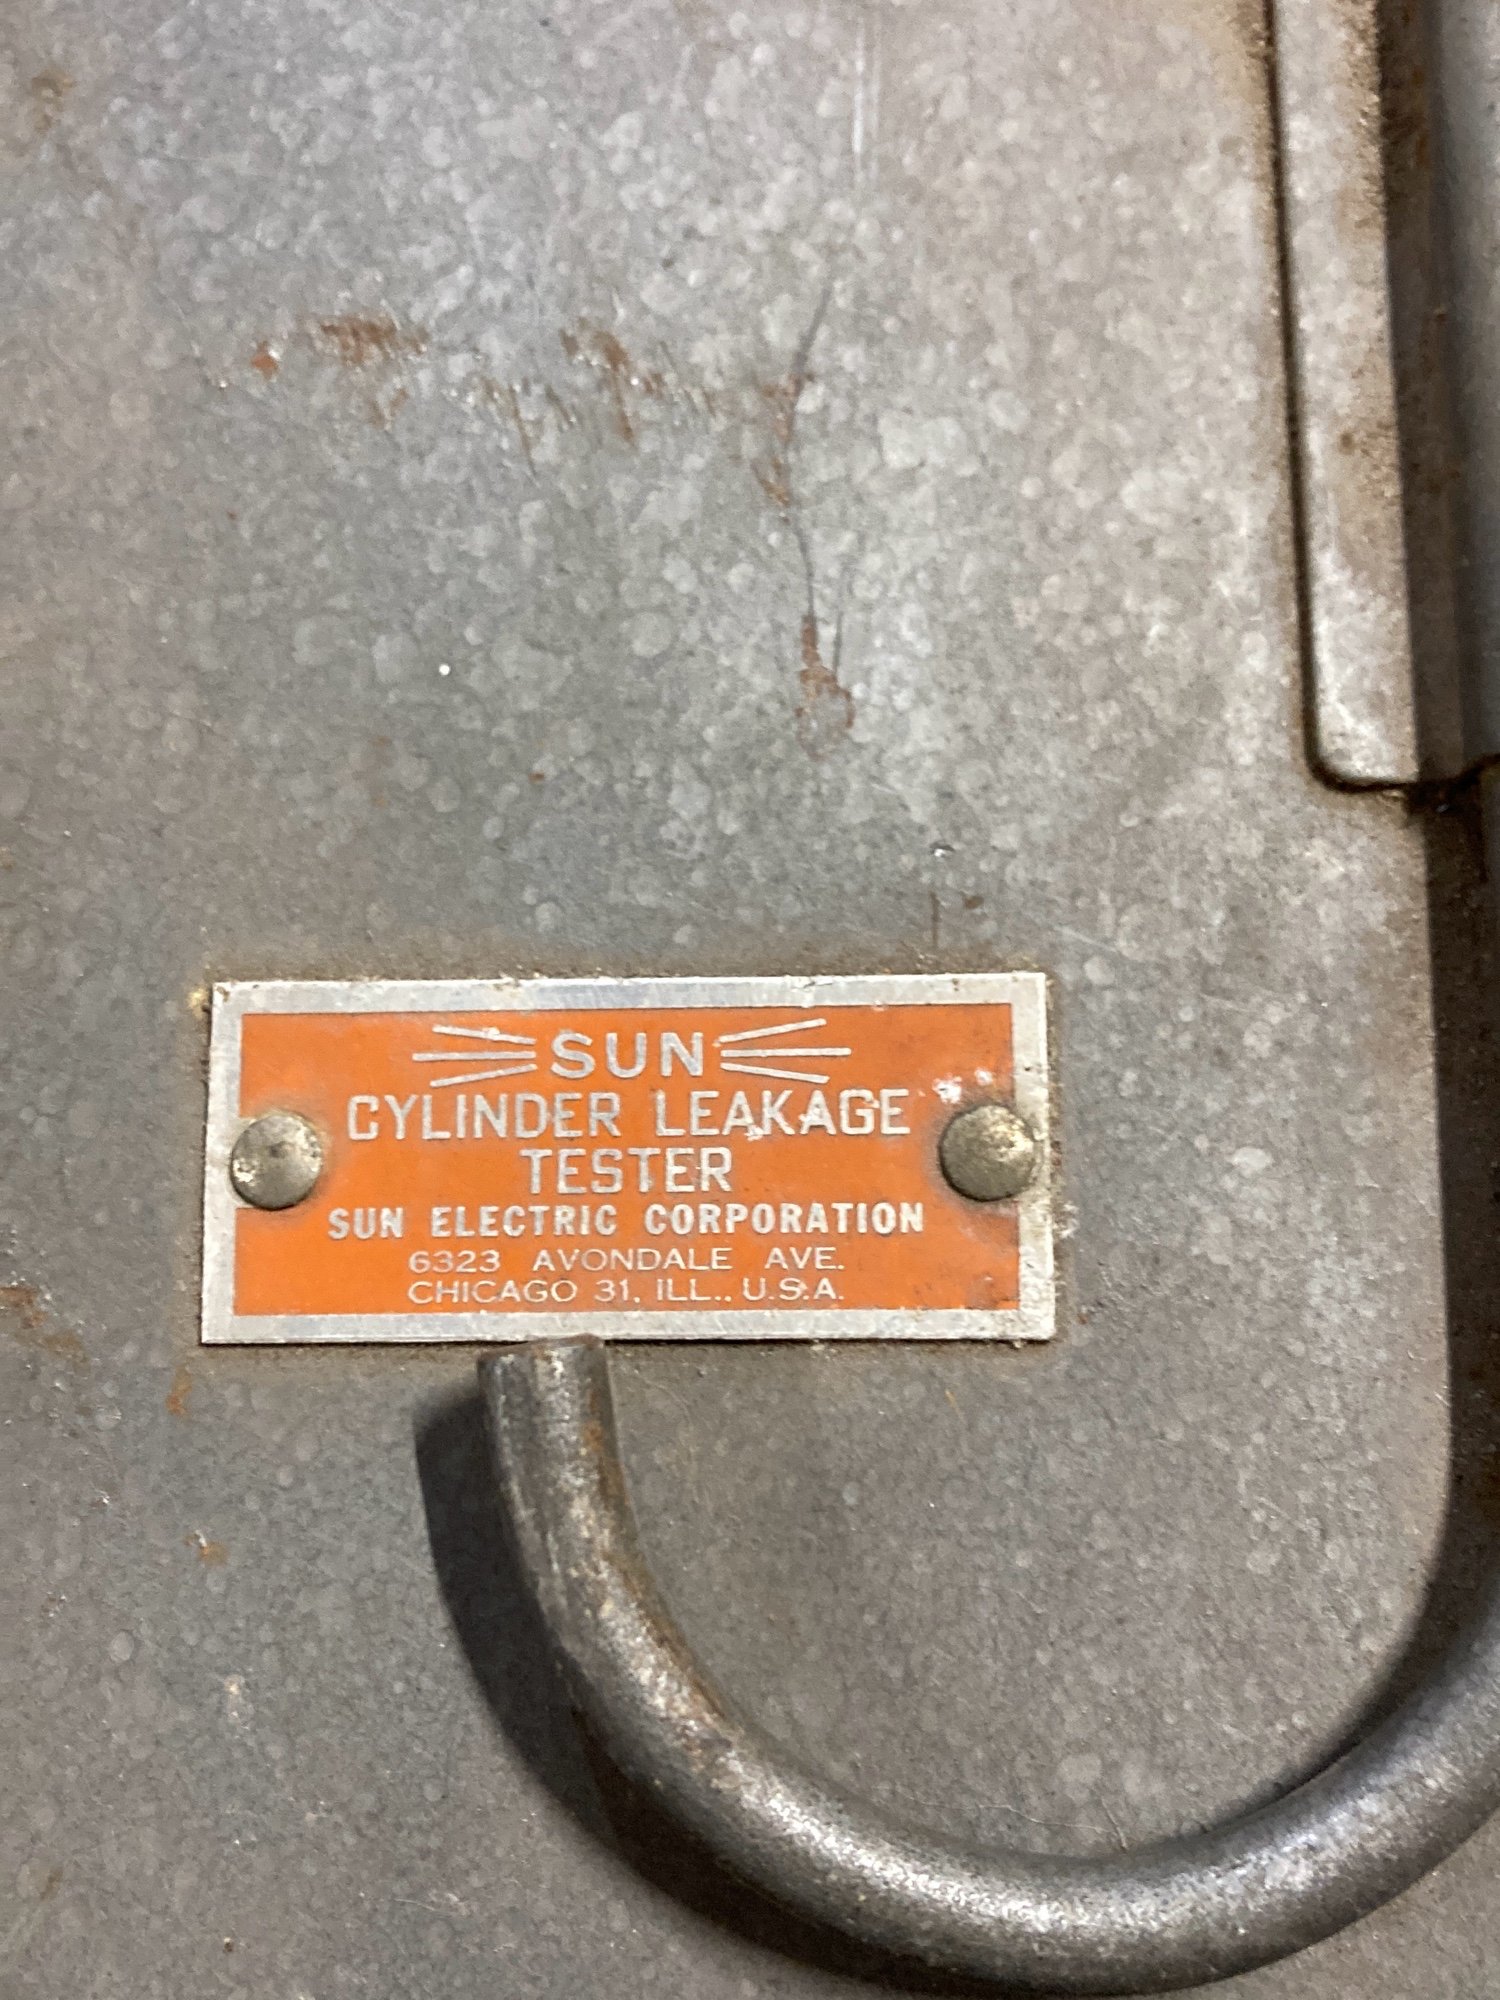 SUN
CYLINDER LEAKAGE
TESTER
SUN ELECTRIC CORPORATION
6323 AVONDALE AVE.
CHICAGO 31, ILL., U.S.A.